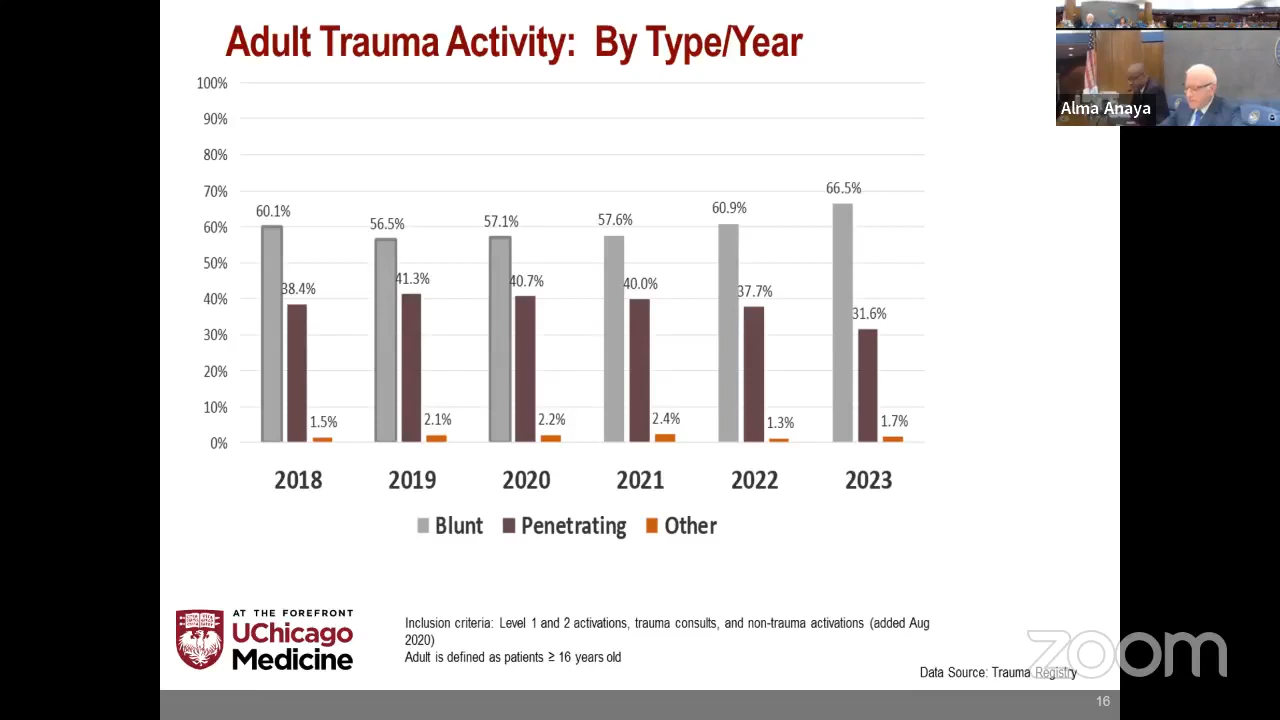 Adult Trauma Activity: By Type/Year
Alma Anaya
100%
90%
80%
70%
60%
50%
40%
30%
20%
10%
0%
60.1%
38.4%
1.5%
56.5%
41.3%
2.1%
57.1%
40.7%
2.2%
57.6%
40.0%
2.4%
60.9%
37.7%
1.3%
66.5%
31.6%
1.7%
2018 2019 2020 2021 2022 2023
Blunt Penetrating Other
AT THE FOREFRONT
UChicago
Medicine
Inclusion criteria: Level 1 and 2 activations, trauma consults, and non-trauma activations (added Aug
2020)
Adult is defined as patients ≥ 16 years old
zoom
Data Source: Trauma Registry
16